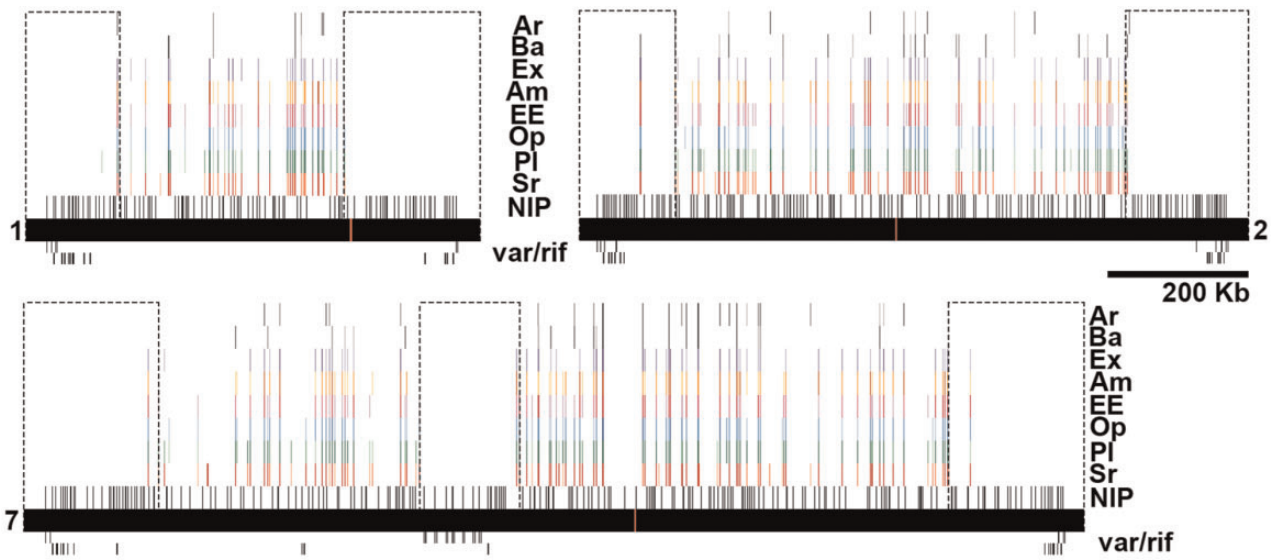 Ar
Ba
Ex
Am
EE
Op
Pl
Sr
NIP
1
var/rif
2
200 Kb
Ar
Ba
Ex
Am
EE
Op
Pl
Sr
NIP
7
var/rif